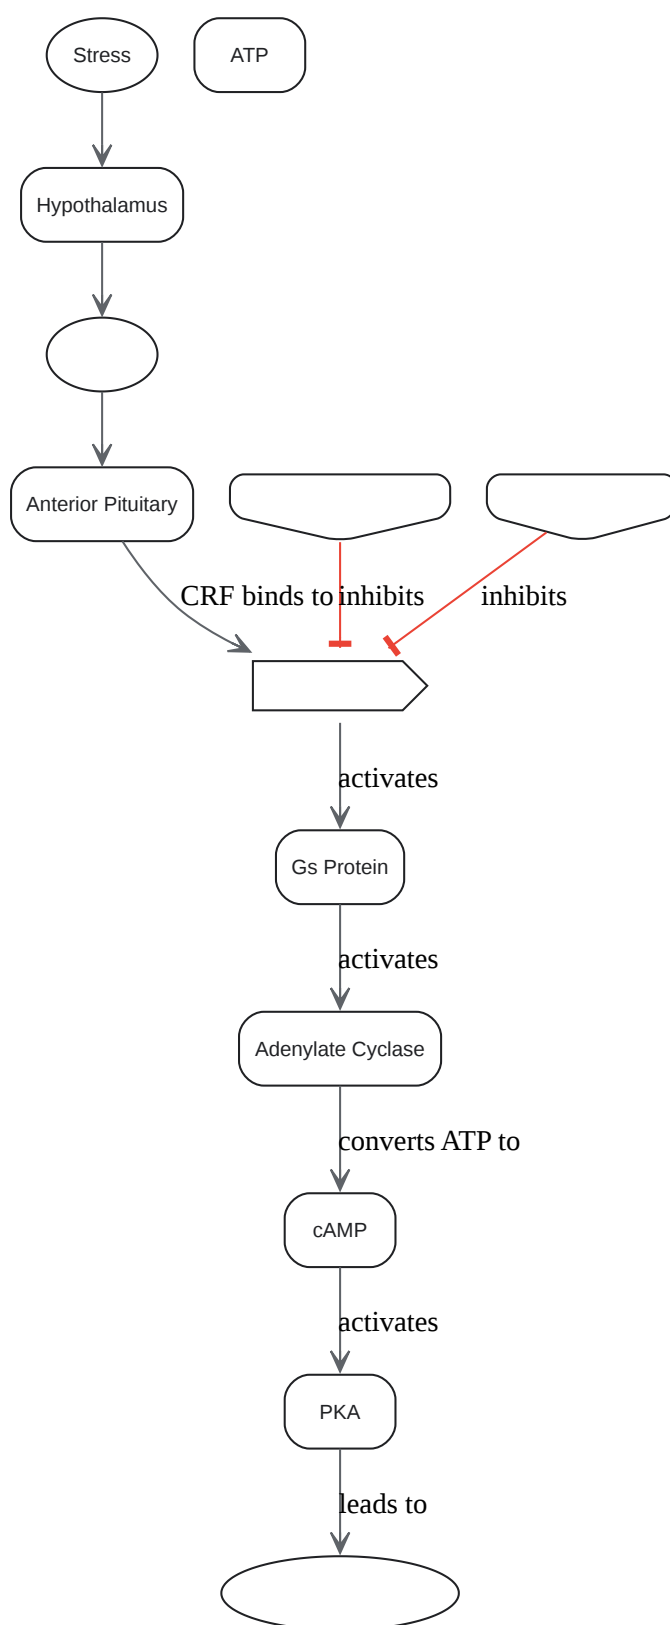 Stress
ATP
Hypothalamus
Anterior Pituitary
CRF binds to
inhibits
inhibits
activates
Gs Protein
activates
Adenylate Cyclase
converts ATP to
cAMP
activates
PKA
leads to